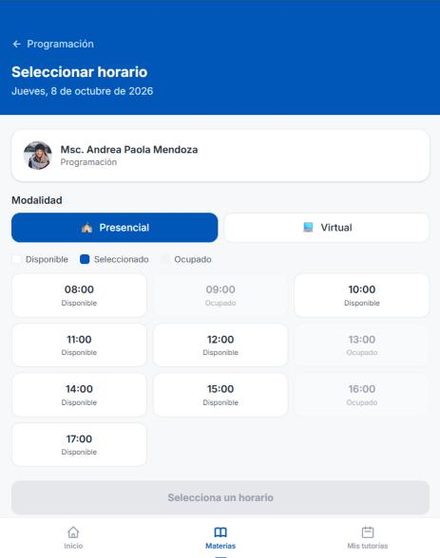 ← Programación
Seleccionar horario
Jueves, 8 de octubre de 2026
Msc. Andrea Paola Mendoza
Programación
Modalidad
Presencial
Virtual
Disponible Seleccionado Ocupado
08:00 09:00 10:00
Disponible Ocupado Disponible
11:00 12:00 13:00
Disponible Disponible Ocupado
14:00 15:00 16:00
Disponible Disponible Ocupado
17:00
Disponible
Selecciona un horario
Inicio Materias Mis tutorías